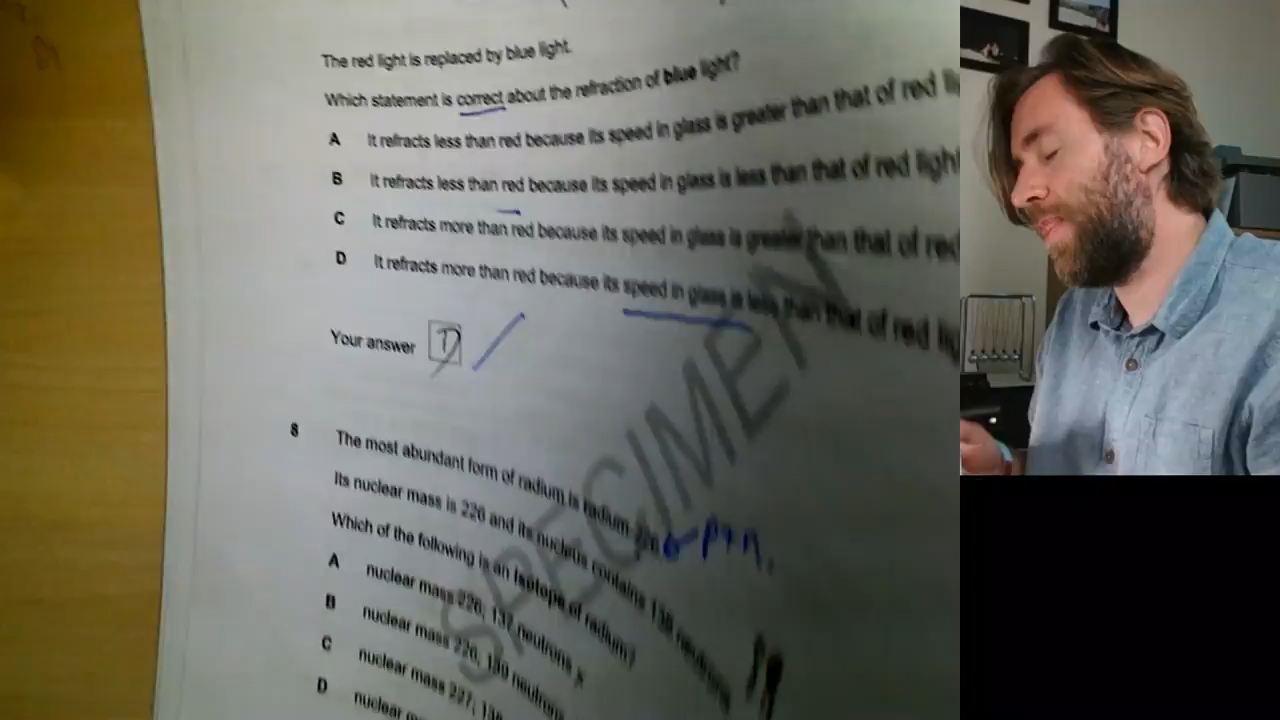 The red light is replaced by blue light.
Which statement is correct about the refraction of blue light?
A It refracts less than red because its speed in glass is greater than that of red
B It refracts less than red because its speed in glass is less than that of red light
C It refracts more than red because its speed in glass is greater than that of red
D It refracts more than red because its speed in glass is less than that of red
Your answer D
8 The most abundant form of radium is radium p+n.
Its nuclear mass is 226 and its nucleus contains 138 neutrons
Which of the following is an isotope of radium?
A nuclear mass 226, 137 neutrons x
B nuclear mass 226, 139 neutrons
C nuclear mass 227, 138
D nuclear
SPECIMEN